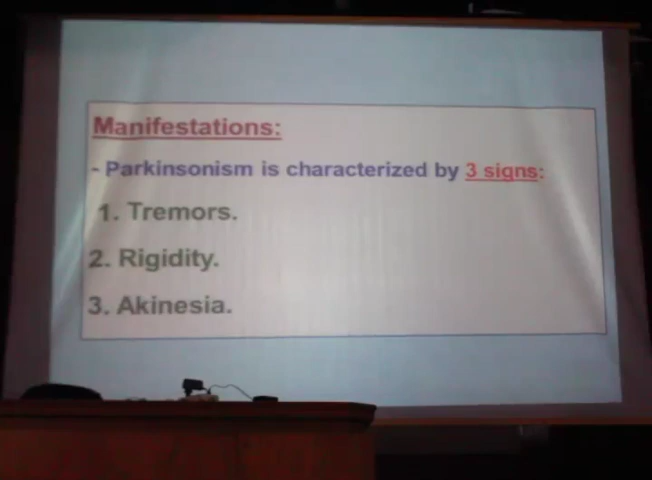 Manifestations:
- Parkinsonism is characterized by 3 signs:
1. Tremors.
2. Rigidity.
3. Akinesia.